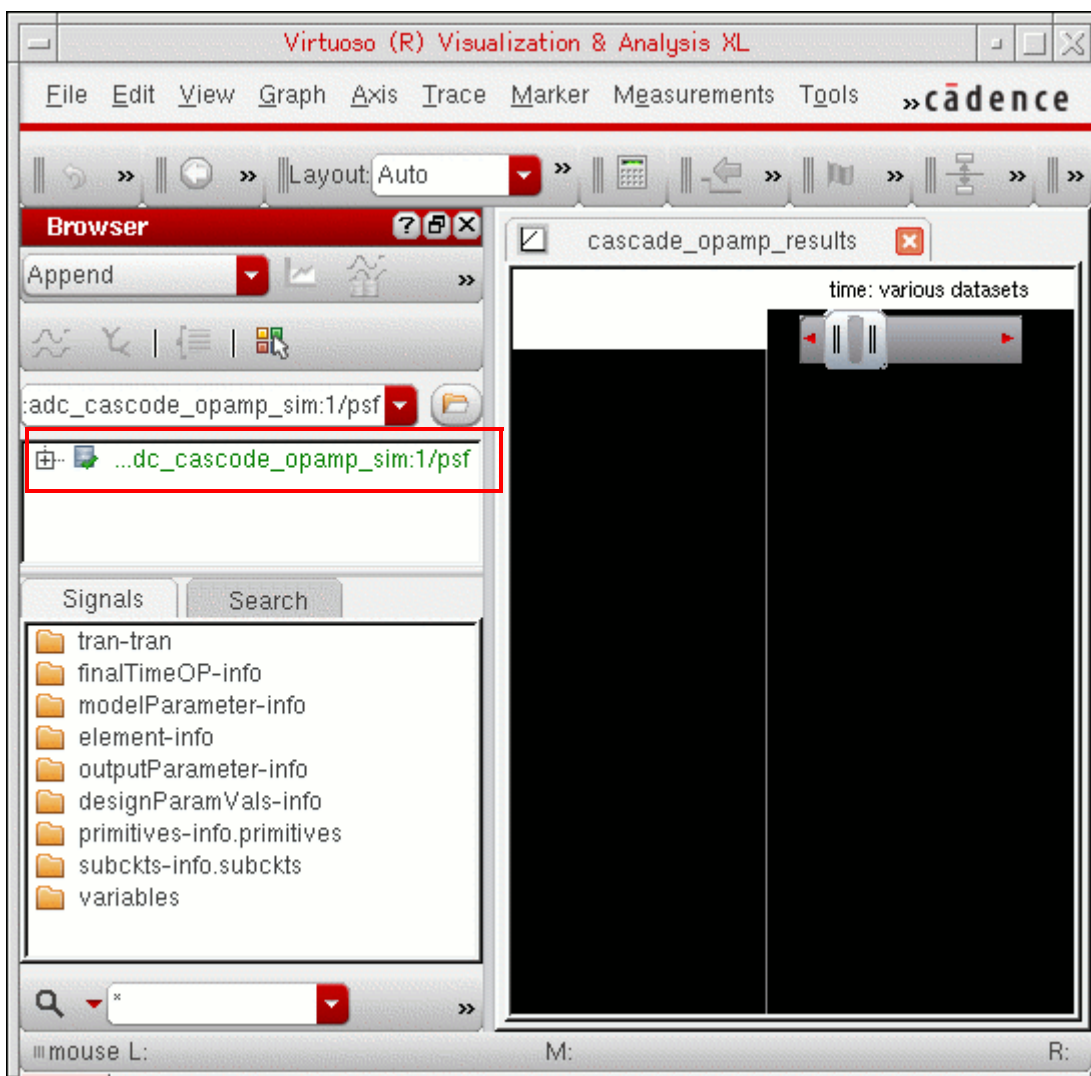 Virtuoso (R) Visualization & Analysis XL
File Edit View Graph Axis Trace Marker Measurements Tools » cādence
» » Layout: Auto » » » » »
Browser
cascade_opamp_results
Append »
time: various datasets
:adc_cascode_opamp_sim:1/psf
...dc_cascode_opamp_sim:1/psf
Signals Search
tran-tran
finalTimeOP-info
modelParameter-info
element-info
outputParameter-info
designParamVals-info
primitives-info.primitives
subckts-info.subckts
variables
* »
mouse L: M: R: